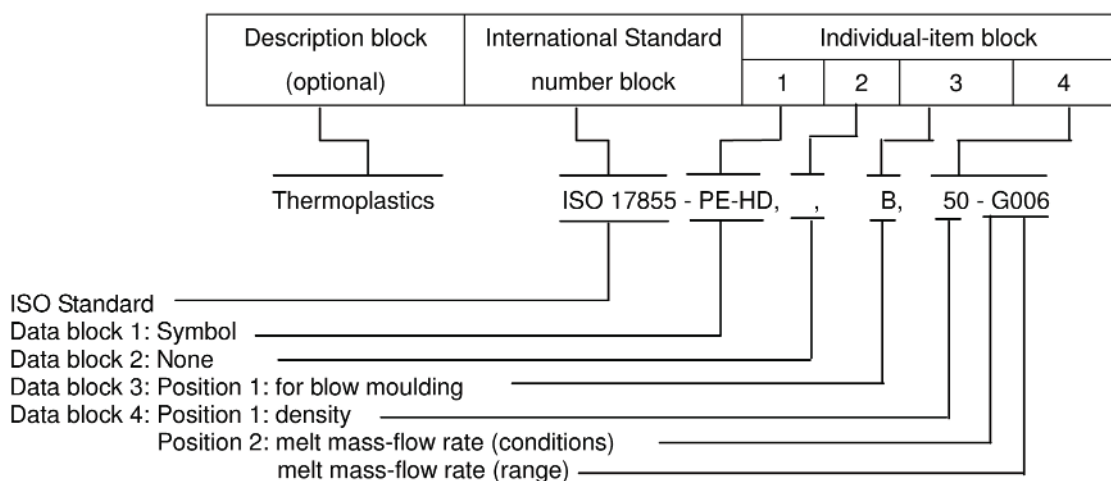 Description block International Standard Individual-item block
(optional) number block 1 2 3 4
Thermoplastics ISO 17855 - PE-HD, , B, 50 - G006
ISO Standard
Data block 1: Symbol
Data block 2: None
Data block 3: Position 1: for blow moulding
Data block 4: Position 1: density
Position 2: melt mass-flow rate (conditions)
melt mass-flow rate (range)